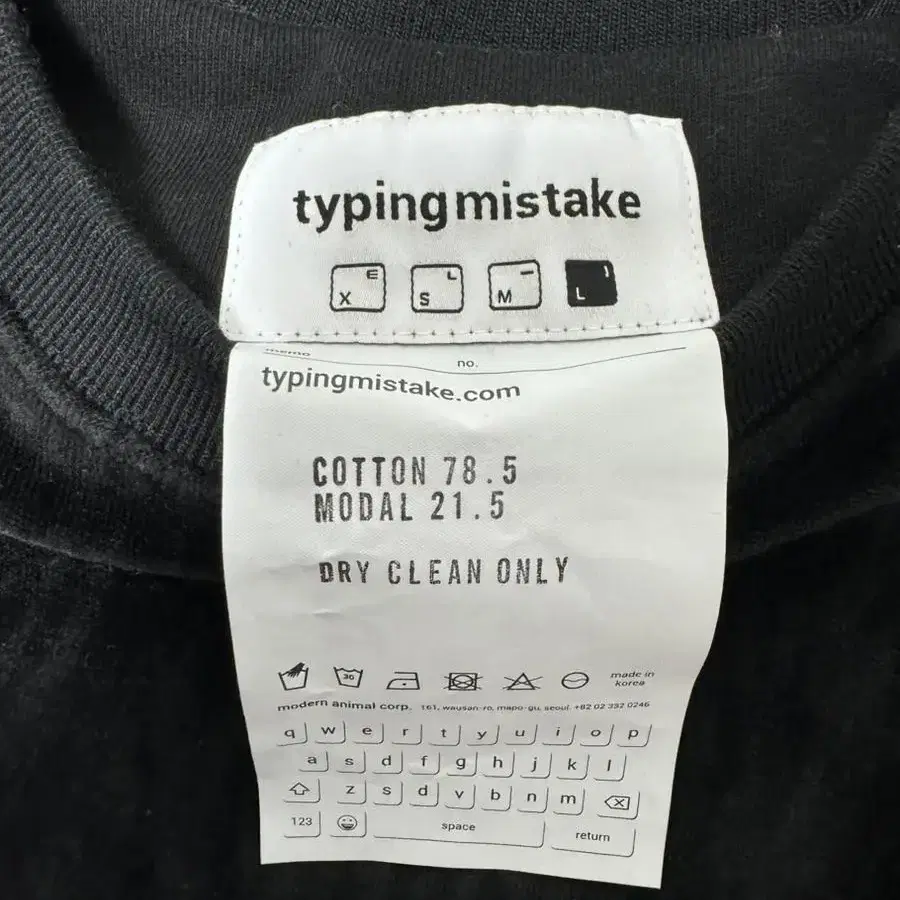 typingmistake
X ㅌ S ㄴ M ㅡ L ㅣ
memo no.
typingmistake.com
COTTON 78.5
MODAL 21.5
DRY CLEAN ONLY
30
made in
korea
modern animal corp. 161, wausan-ro, mapo-gu, seoul. +82 02 332 0246
q w e r t y u i o p
a s d f g h j k l
z s d v b n m
123 space return